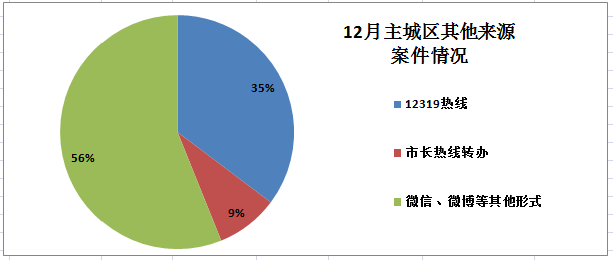 12月主城区其他来源
案件情况
35%
9%
56%
12319热线
市长热线转办
微信、微博等其他形式